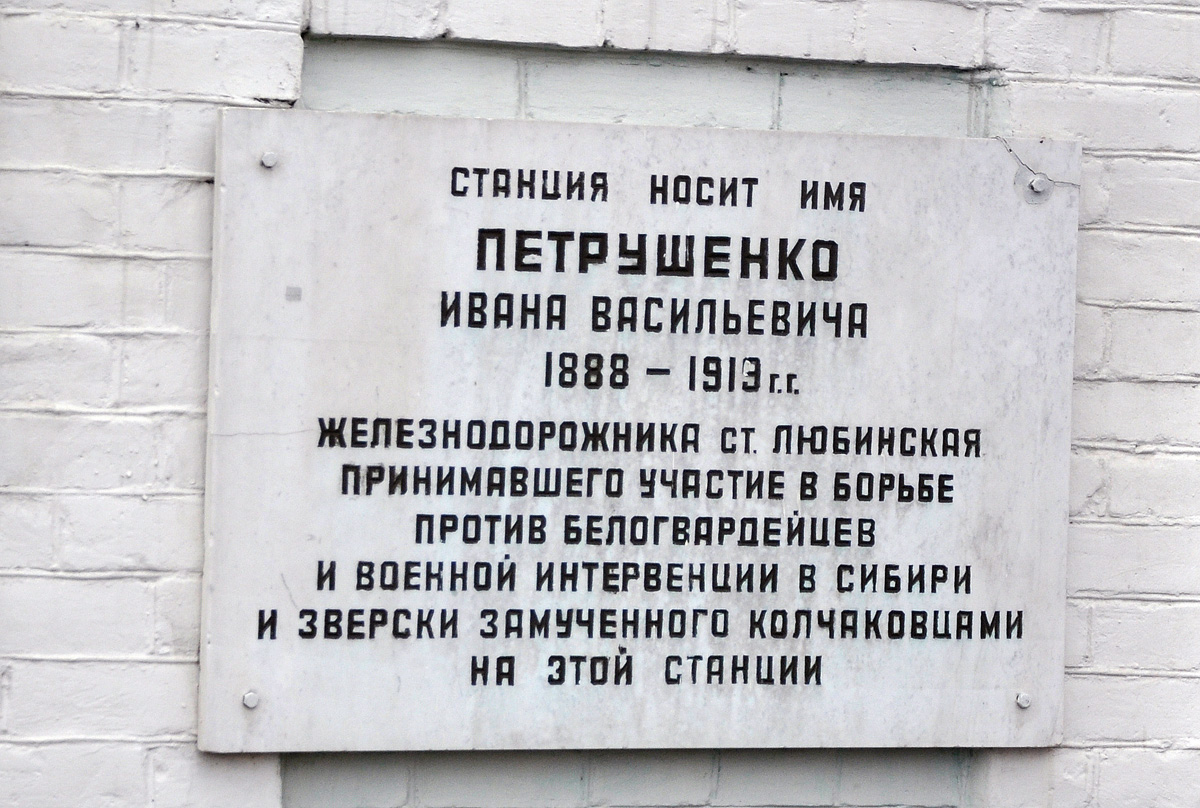 СТАНЦИЯ НОСИТ ИМЯ
ПЕТРУШЕНКО
ИВАНА ВАСИЛЬЕВИЧА
1888 – 1919 г.г.
ЖЕЛЕЗНОДОРОЖНИКА СТ. ЛЮБИНСКАЯ
ПРИНИМАВШЕГО УЧАСТИЕ В БОРЬБЕ
ПРОТИВ БЕЛОГВАРДЕЙЦЕВ
И ВОЕННОЙ ИНТЕРВЕНЦИИ В СИБИРИ
И ЗВЕРСКИ ЗАМУЧЕННОГО КОЛЧАКОВЦАМИ
НА ЭТОЙ СТАНЦИИ